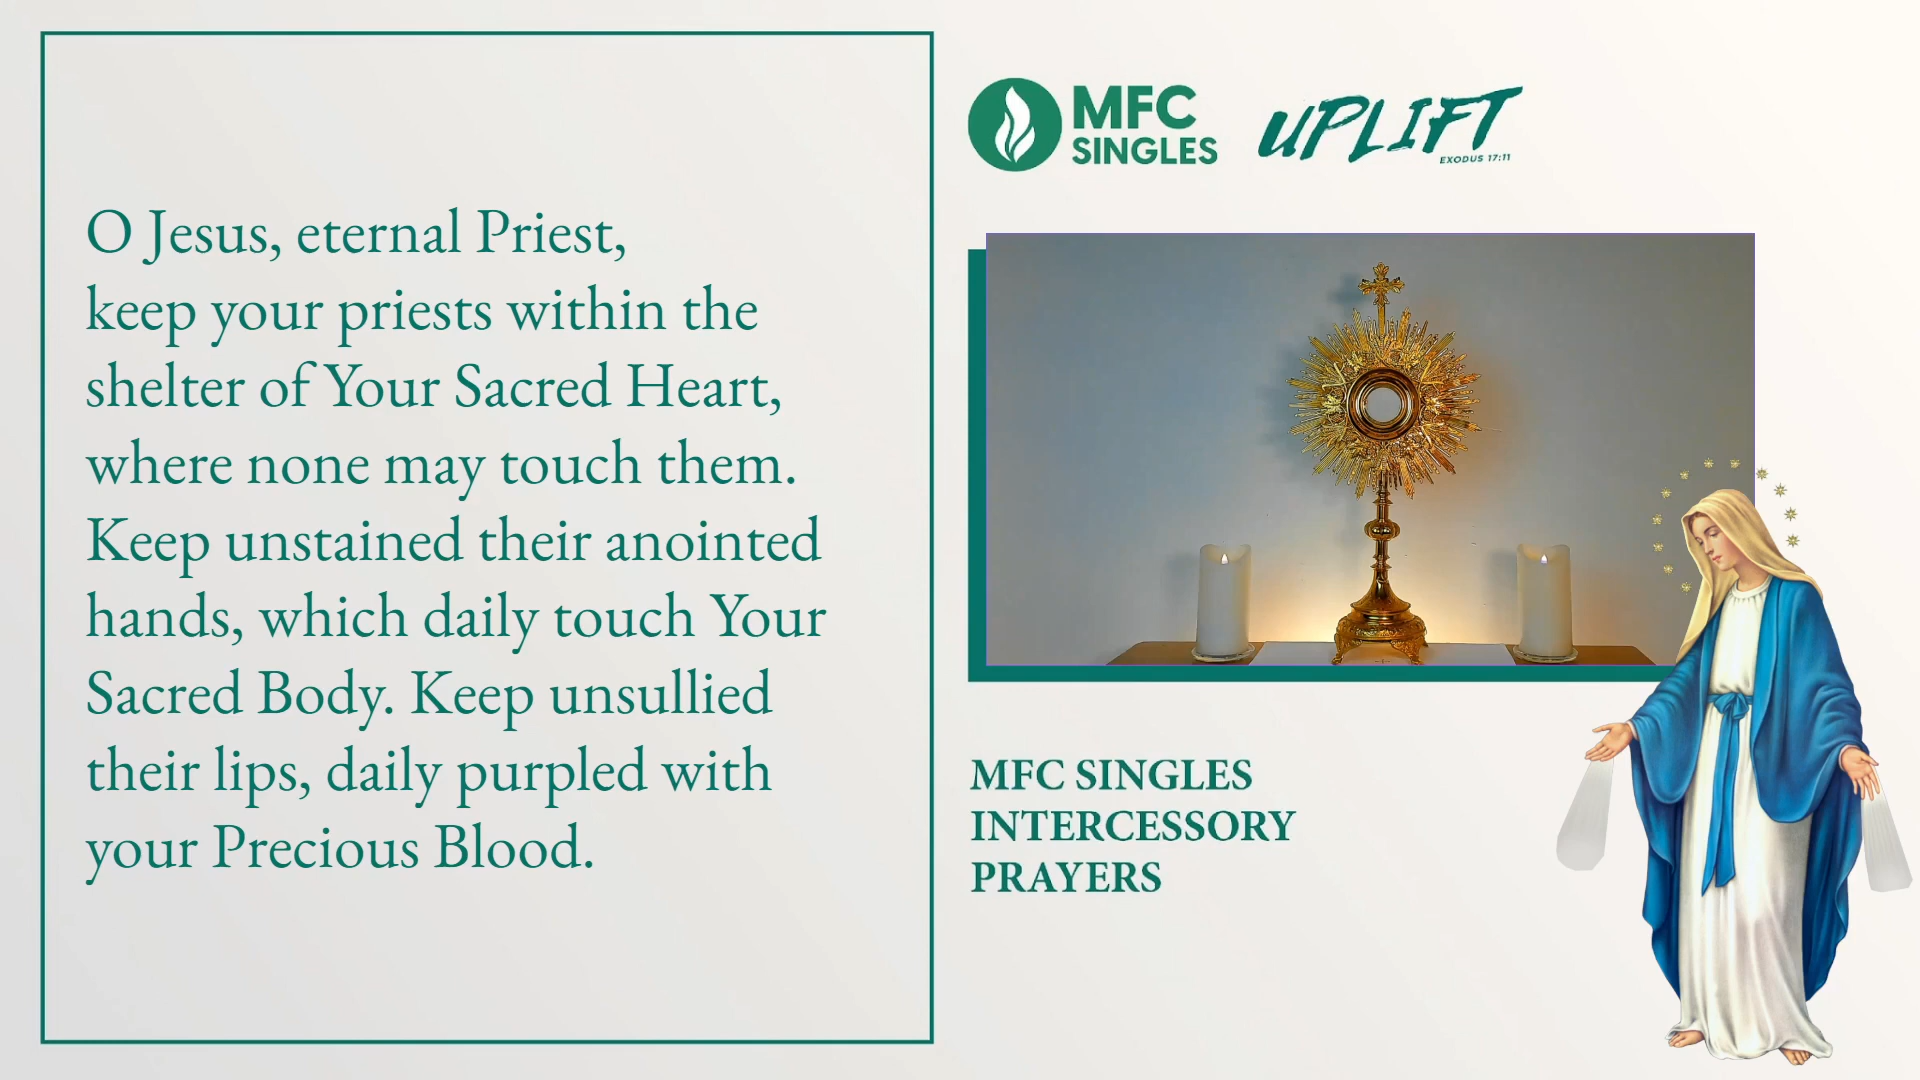 O Jesus, eternal Priest,
keep your priests within the
shelter of Your Sacred Heart,
where none may touch them.
Keep unstained their anointed
hands, which daily touch Your
Sacred Body. Keep unsullied
their lips, daily purpled with
your Precious Blood.
MFC
SINGLES
UPLIFT
EXODUS 17:11
MFC SINGLES
INTERCESSORY
PRAYERS